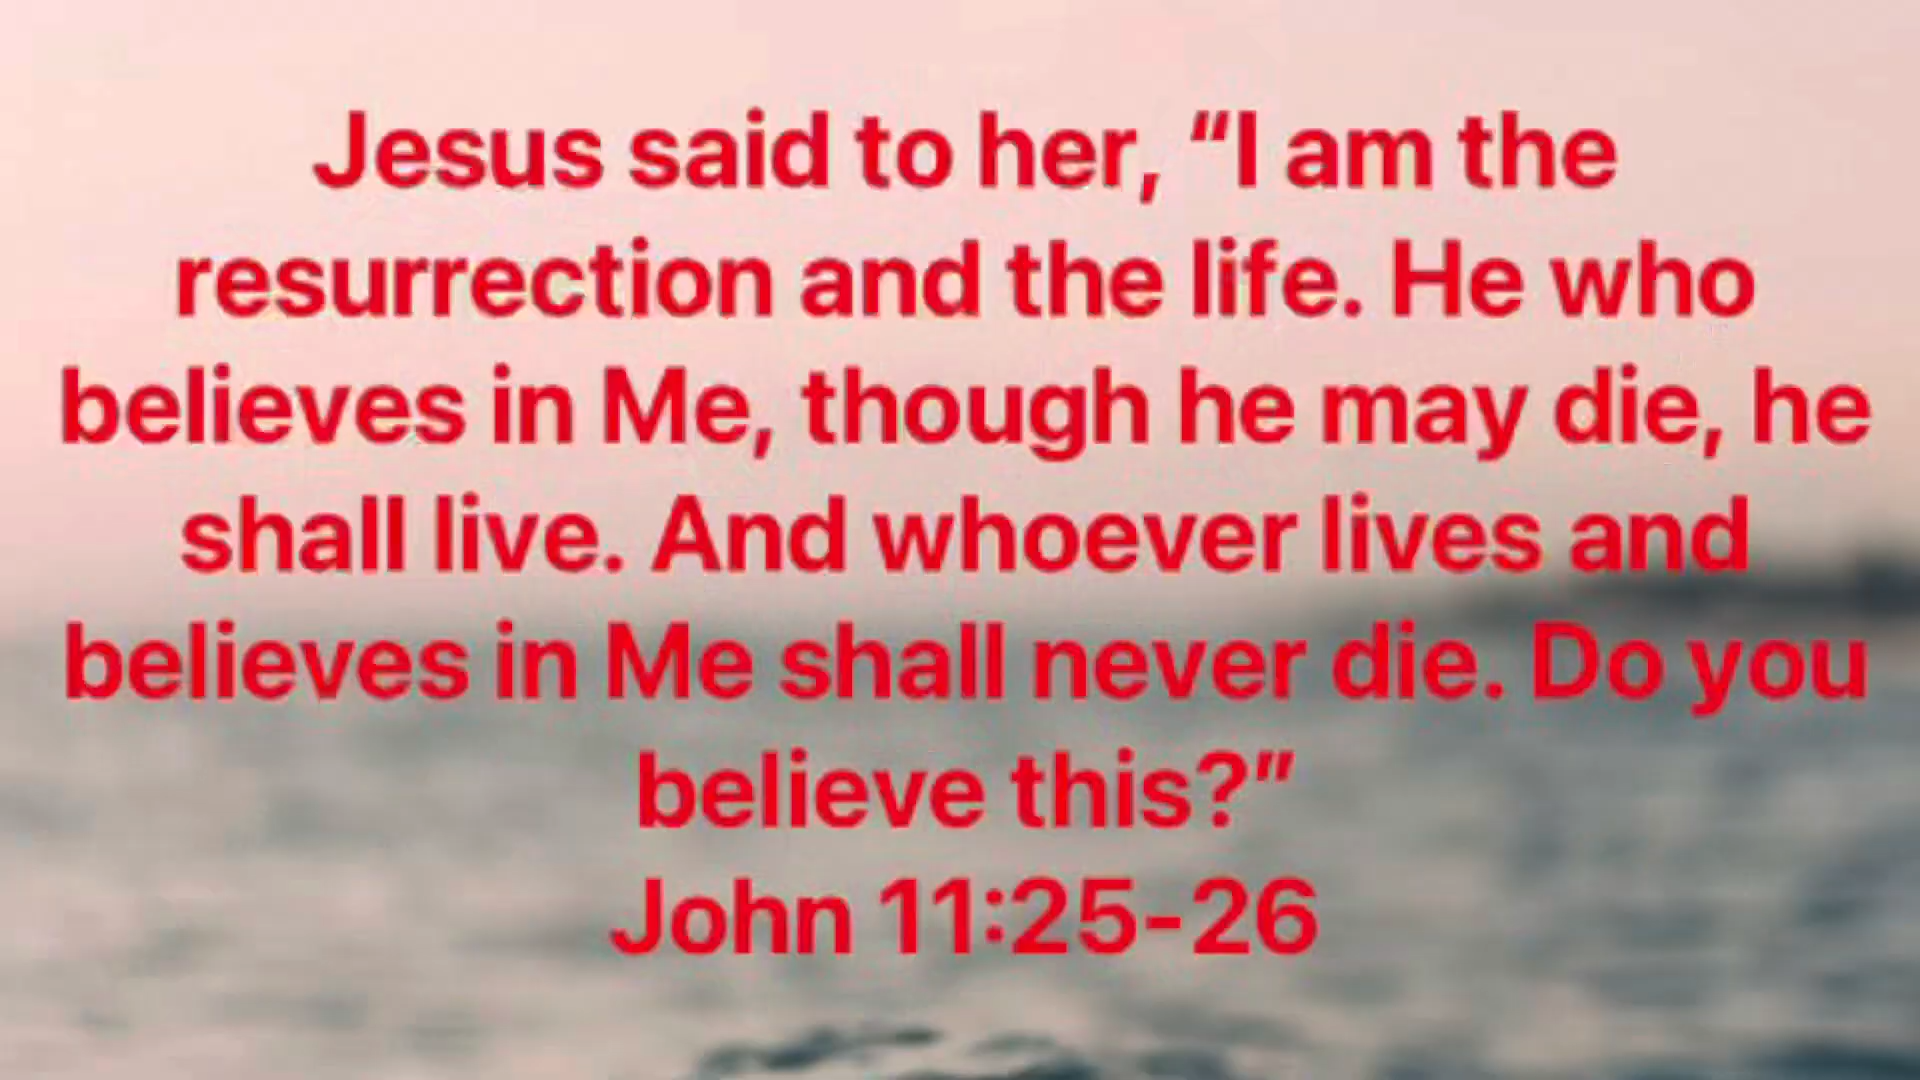 Jesus said to her, “I am the
resurrection and the life. He who
believes in Me, though he may die, he
shall live. And whoever lives and
believes in Me shall never die. Do you
believe this?”
John 11:25-26